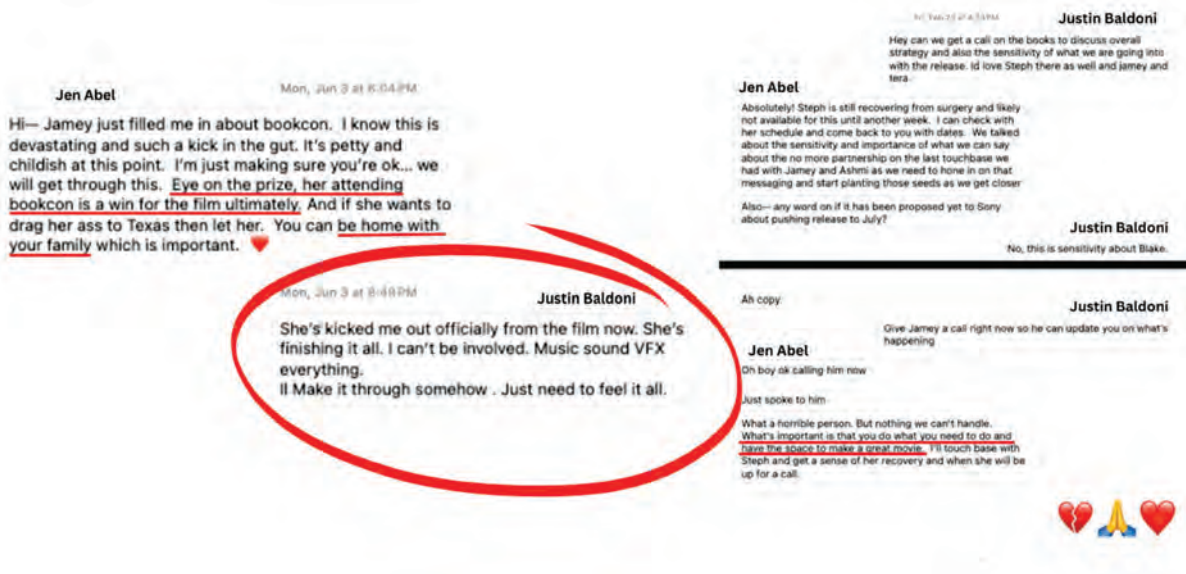 Jen Abel
Mon, Jun 3 at 6:04 PM
Hi— Jamey just filled me in about bookcon. I know this is
devastating and such a kick in the gut. It's petty and
childish at this point. I'm just making sure you're ok... we
will get through this. Eye on the prize, her attending
bookcon is a win for the film ultimately. And if she wants to
drag her ass to Texas then let her. You can be home with
your family which is important. ❤️
Mon, Jun 3 at 8:49 PM
Justin Baldoni
She's kicked me out officially from the film now. She's
finishing it all. I can't be involved. Music sound VFX
everything.
Il Make it through somehow . Just need to feel it all.
Justin Baldoni
Hey can we get a call on the books to discuss overall
strategy and also the sensitivity of what we are going into
with the release. Id love Steph there as well and jamey and
tera
Jen Abel
Absolutely! Steph is still recovering from surgery and likely
not available for this until another week. I can check with
her schedule and come back to you with dates. We talked
about the sensitivity and importance of what we can say
about the no more partnership on the last touchbase we
had with Jamey and Ashmi as we need to hone in on that
messaging and start planting those seeds as we get closer
Also— any word on if it has been proposed yet to Sony
about pushing release to July?
Justin Baldoni
No, this is sensitivity about Blake.
Ah copy
Justin Baldoni
Give Jamey a call right now so he can update you on what's
happening
Jen Abel
Oh boy ok calling him now
Just spoke to him
What a horrible person. But nothing we can't handle.
What's important is that you do what you need to do and
have the space to make a great movie. I'll touch base with
Steph and get a sense of her recovery and when she will be
up for a call.
💔🙏❤️